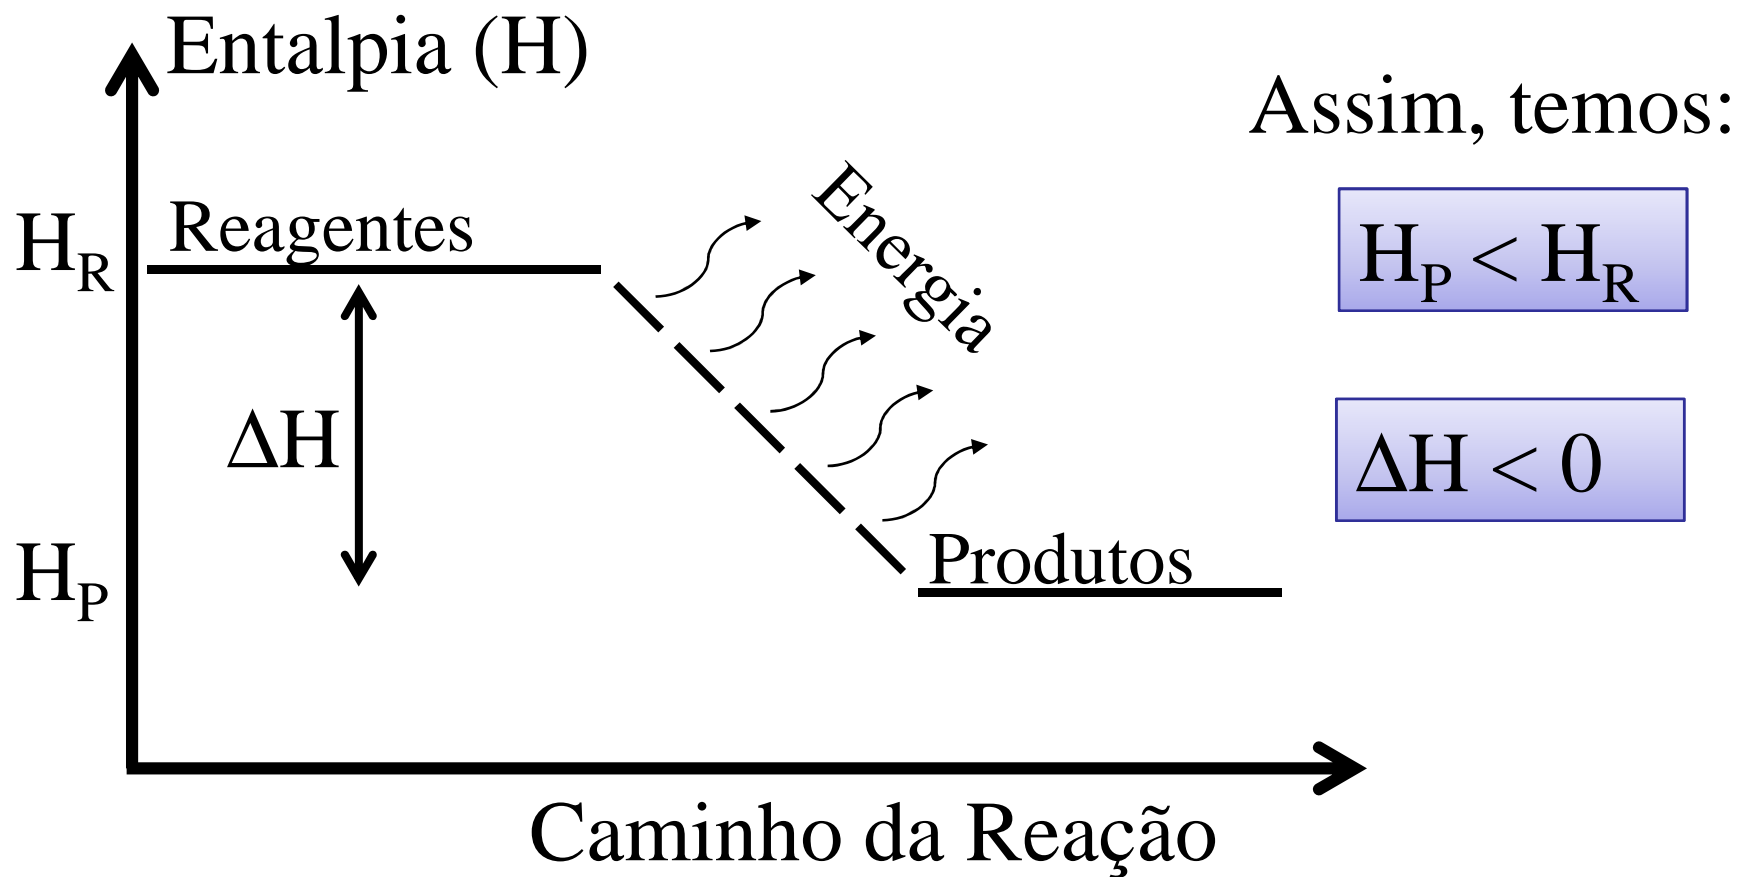 Entalpia (H)
Assim, temos:
H_R
Reagentes
Energia
H_P < H_R
ΔH
ΔH < 0
H_P
Produtos
Caminho da Reação